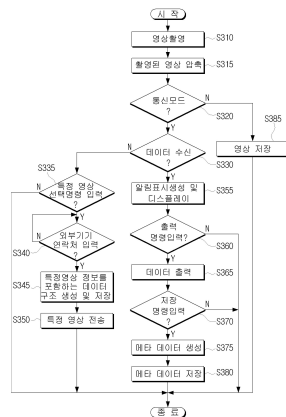 시 작
영상촬영
S310
촬영된 영상 압축
S315
통신모드
?
S320
N
Y
S385
영상 저장
데이터 수신
?
S330
N
Y
S335
특정 영상
선택명령 입력
?
N
Y
알림표시생성 및
디스플레이
S355
외부기기
연락처 입력
?
S340
N
Y
출력
명령입력?
S360
N
Y
S345
특정영상 정보를
포함하는 데이터
구조 생성 및 저장
데이터 출력
S365
S350
특정 영상 전송
저장
명령입력
?
S370
N
Y
메타 데이터 생성
S375
메타 데이터 저장
S380
종 료